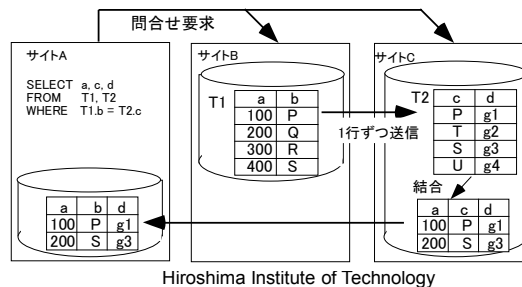 問合せ要求
サイトA
SELECT a, c, d
FROM T1, T2
WHERE T1.b = T2.c
a b d
100 P g1
200 S g3
サイトB
T1
a b
100 P
200 Q
300 R
400 S
1行ずつ送信
サイトC
T2
c d
P g1
T g2
S g3
U g4
結合
a c d
100 P g1
200 S g3
Hiroshima Institute of Technology